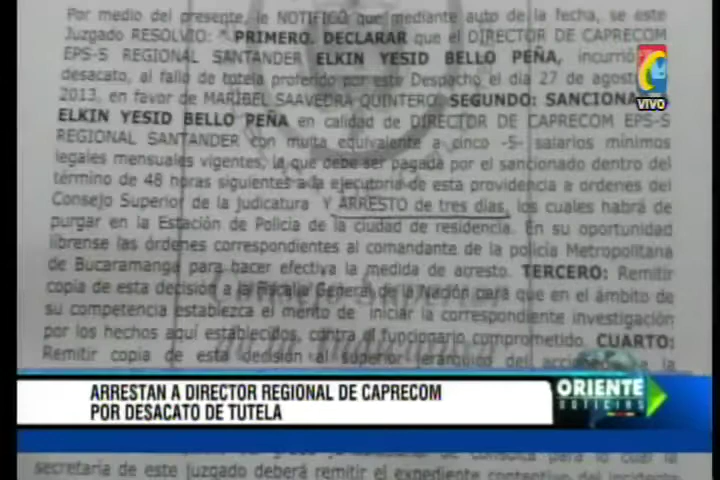 Por medio del presente, le NOTIFICO que mediante auto de la fecha, se este
Juzgado RESOLVIO: " PRIMERO. DECLARAR que el DIRECTOR DE CAPRECOM
EPS-S REGIONAL SANTANDER ELKIN YESID BELLO PEÑA, incurrió
desacato, al fallo de tutela proferido por este Despacho el día 27 de agosto
2013, en favor de MARIBEL SAAVEDRA QUINTERO. SEGUNDO: SANCIONA
ELKIN YESID BELLO PEÑA en calidad de DIRECTOR DE CAPRECOM EPS-S
REGIONAL SANTANDER con multa equivalente a cinco -5- salarios mínimos
legales mensuales vigentes, la que debe ser pagada por el sancionado dentro del
término de 48 horas siguientes a la ejecutoria de esta providencia a ordenes del
Consejo Superior de la judicatura Y ARRESTO de tres días, los cuales habrá de
purgar en la Estación de Policía de la ciudad de residencia. En su oportunidad
librense las órdenes correspondientes al comandante de la policía Metropolitana
de Bucaramanga para hacer efectiva la medida de arresto. TERCERO: Remitir
copia de esta decisión a la Fiscalía General de la Nación para que en el ámbito de
su competencia establezca el mérito de iniciar la correspondiente investigación
por los hechos aquí establecidos, contra el funcionario comprometido. CUARTO:
Remitir copia de esta decisión al superior jerárquico del
VIVO
ARRESTAN A DIRECTOR REGIONAL DE CAPRECOM
POR DESACATO DE TUTELA
ORIENTE
NOTICIAS
secretaria de este juzgado deberá remitir el expediente contentivo del incidente